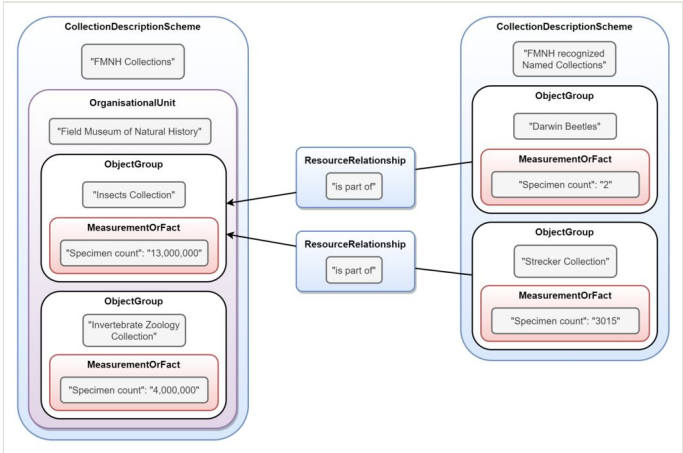 CollectionDescriptionScheme
"FMNH Collections"
OrganisationalUnit
"Field Museum of Natural History"
ObjectGroup
"Insects Collection"
MeasurementOrFact
"Specimen count": "13,000,000"
ObjectGroup
"Invertebrate Zoology
Collection"
MeasurementOrFact
"Specimen count": "4,000,000"
ResourceRelationship
"is part of"
ResourceRelationship
"is part of"
CollectionDescriptionScheme
"FMNH recognized
Named Collections"
ObjectGroup
"Darwin Beetles"
MeasurementOrFact
"Specimen count": "2"
ObjectGroup
"Strecker Collection"
MeasurementOrFact
"Specimen count": "3015"